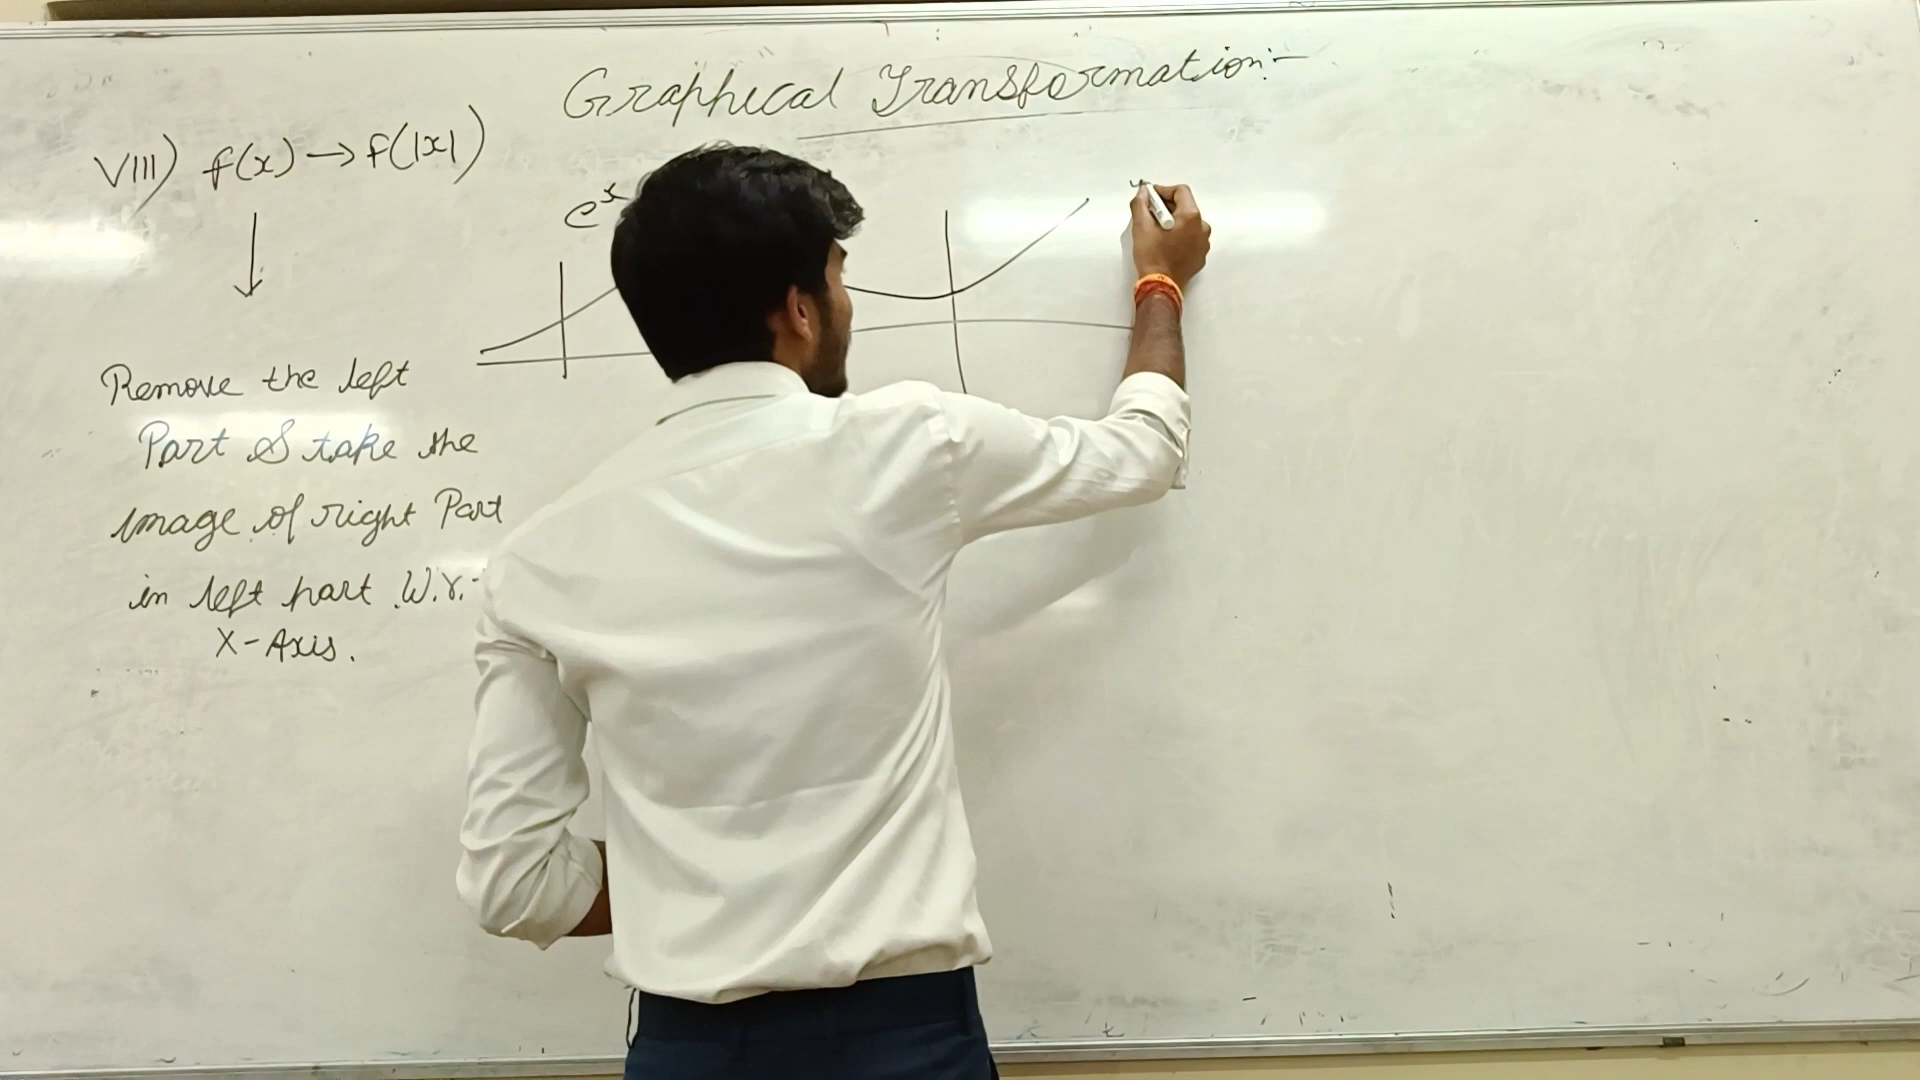 Graphical Transformation:-
VIII) f(x) → f(|x|)
↓
e^x
Remove the left
Part & take the
image of right Part
in left part W.r.
X-Axis.